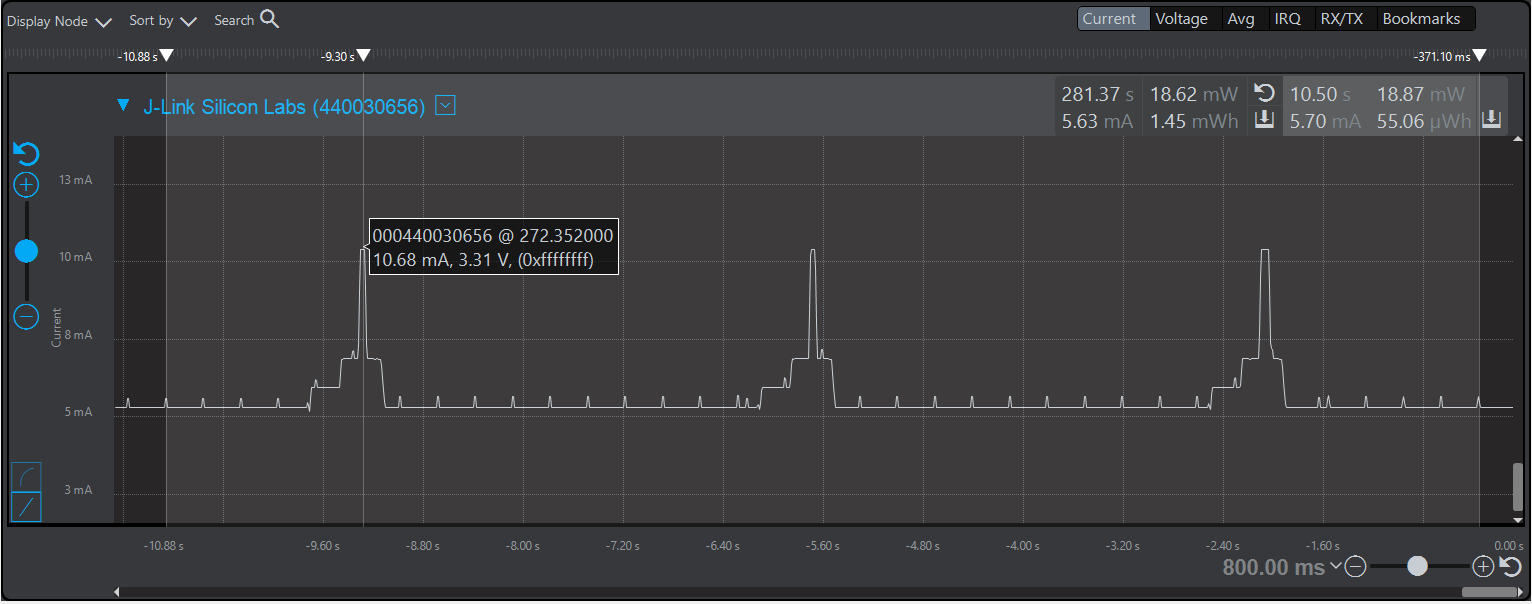 Display Node Sort by Search Current Voltage Avg IRQ RX/TX Bookmarks
-10.88 s -9.30 s -371.10 ms
J-Link Silicon Labs (440030656)
281.37 s 18.62 mW 10.50 s 18.87 mW
5.63 mA 1.45 mWh 5.70 mA 55.06 µWh
13 mA
000440030656 @ 272.352000
10.68 mA, 3.31 V, (0xffffffff)
10 mA
Current
8 mA
5 mA
3 mA
-10.88 s -9.60 s -8.80 s -8.00 s -7.20 s -6.40 s -5.60 s -4.80 s -4.00 s -3.20 s -2.40 s -1.60 s 0.00 s
800.00 ms